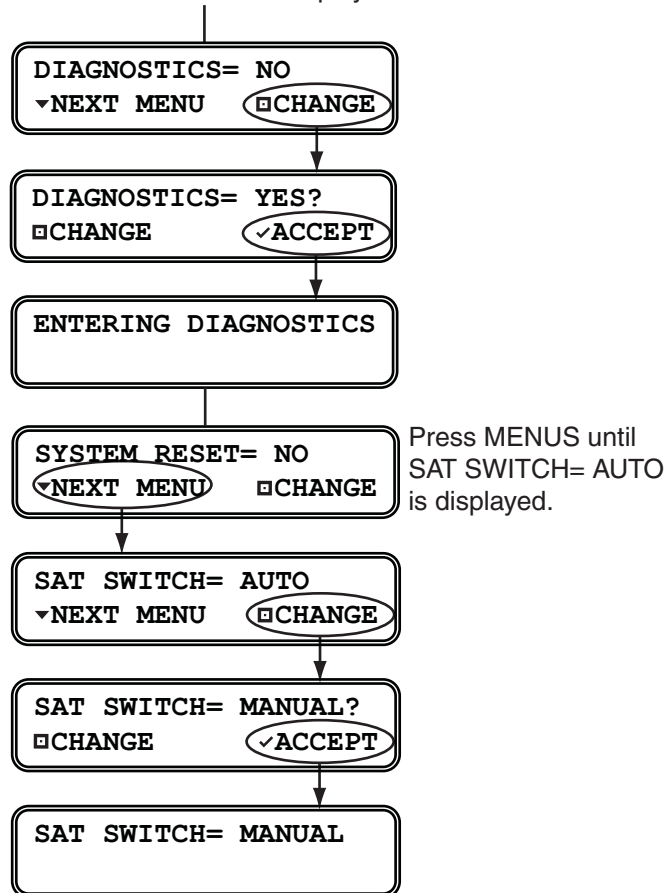 DIAGNOSTICS= NO
▾NEXT MENU ⊡CHANGE
DIAGNOSTICS= YES?
⊡CHANGE ✓ACCEPT
ENTERING DIAGNOSTICS
SYSTEM RESET= NO
▾NEXT MENU ⊡CHANGE
Press MENUS until
SAT SWITCH= AUTO
is displayed.
SAT SWITCH= AUTO
▾NEXT MENU ⊡CHANGE
SAT SWITCH= MANUAL?
⊡CHANGE ✓ACCEPT
SAT SWITCH= MANUAL